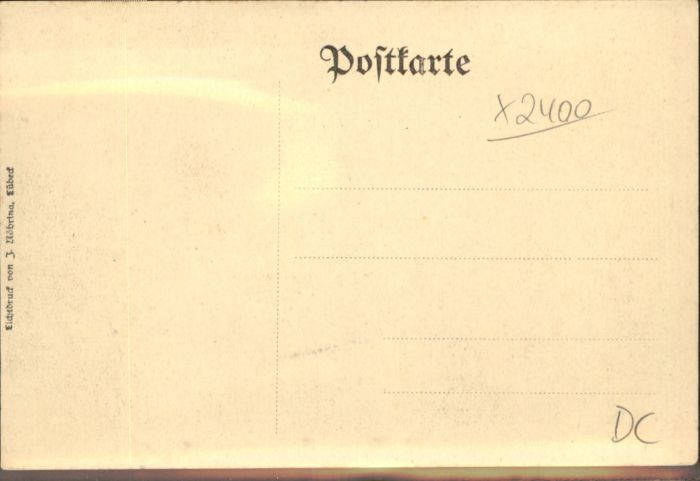 Postkarte
x2400
Lichtdruck von J. Nöhring, Lübeck
DC